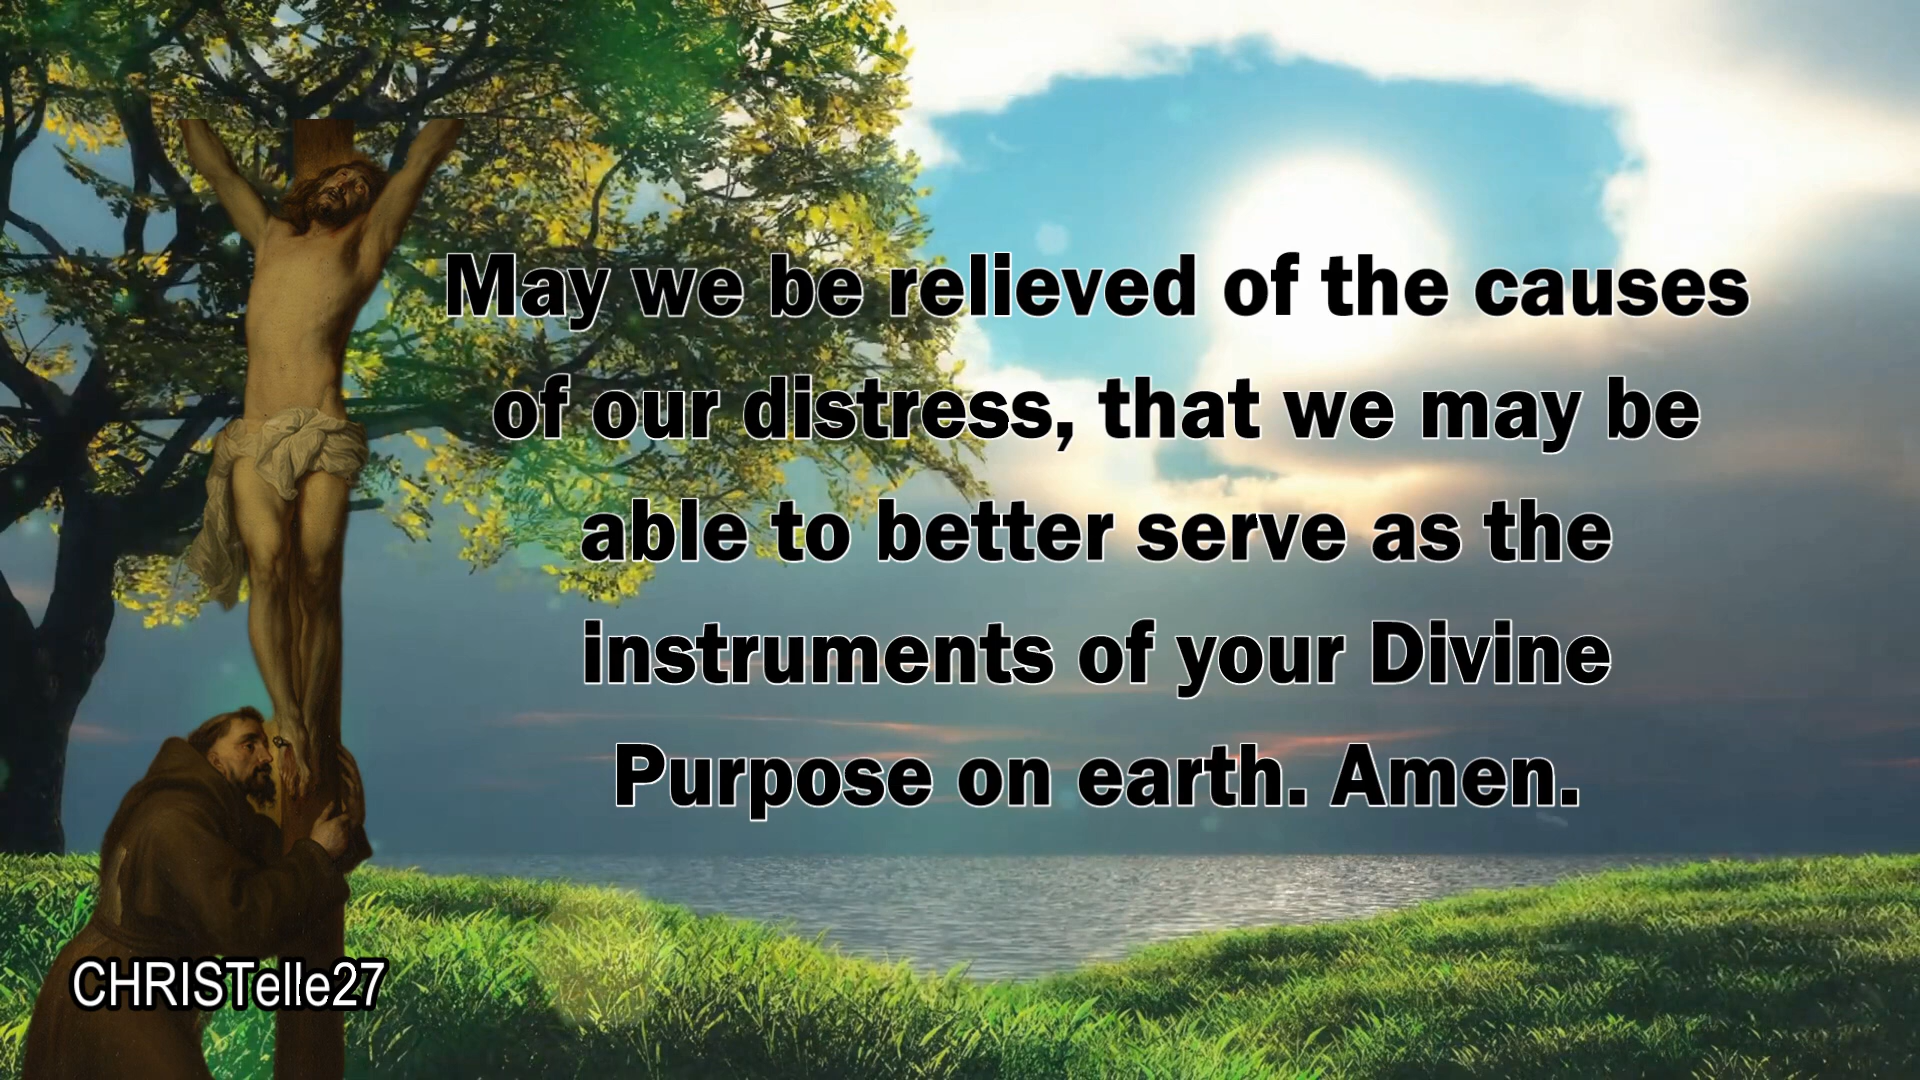 May we be relieved of the causes
of our distress, that we may be
able to better serve as the
instruments of your Divine
Purpose on earth. Amen.
CHRISTelle27